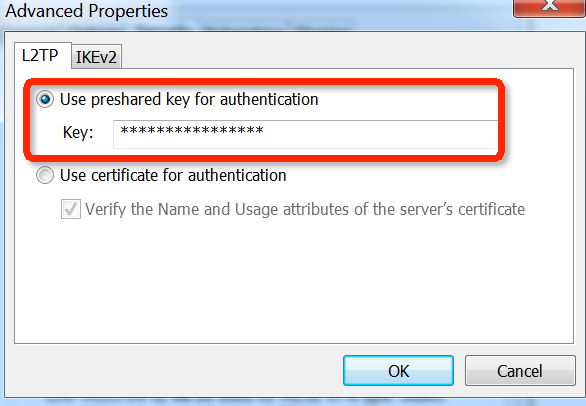 Advanced Properties
L2TP
IKEv2
Use preshared key for authentication
Key: ****************
Use certificate for authentication
Verify the Name and Usage attributes of the server's certificate
OK
Cancel